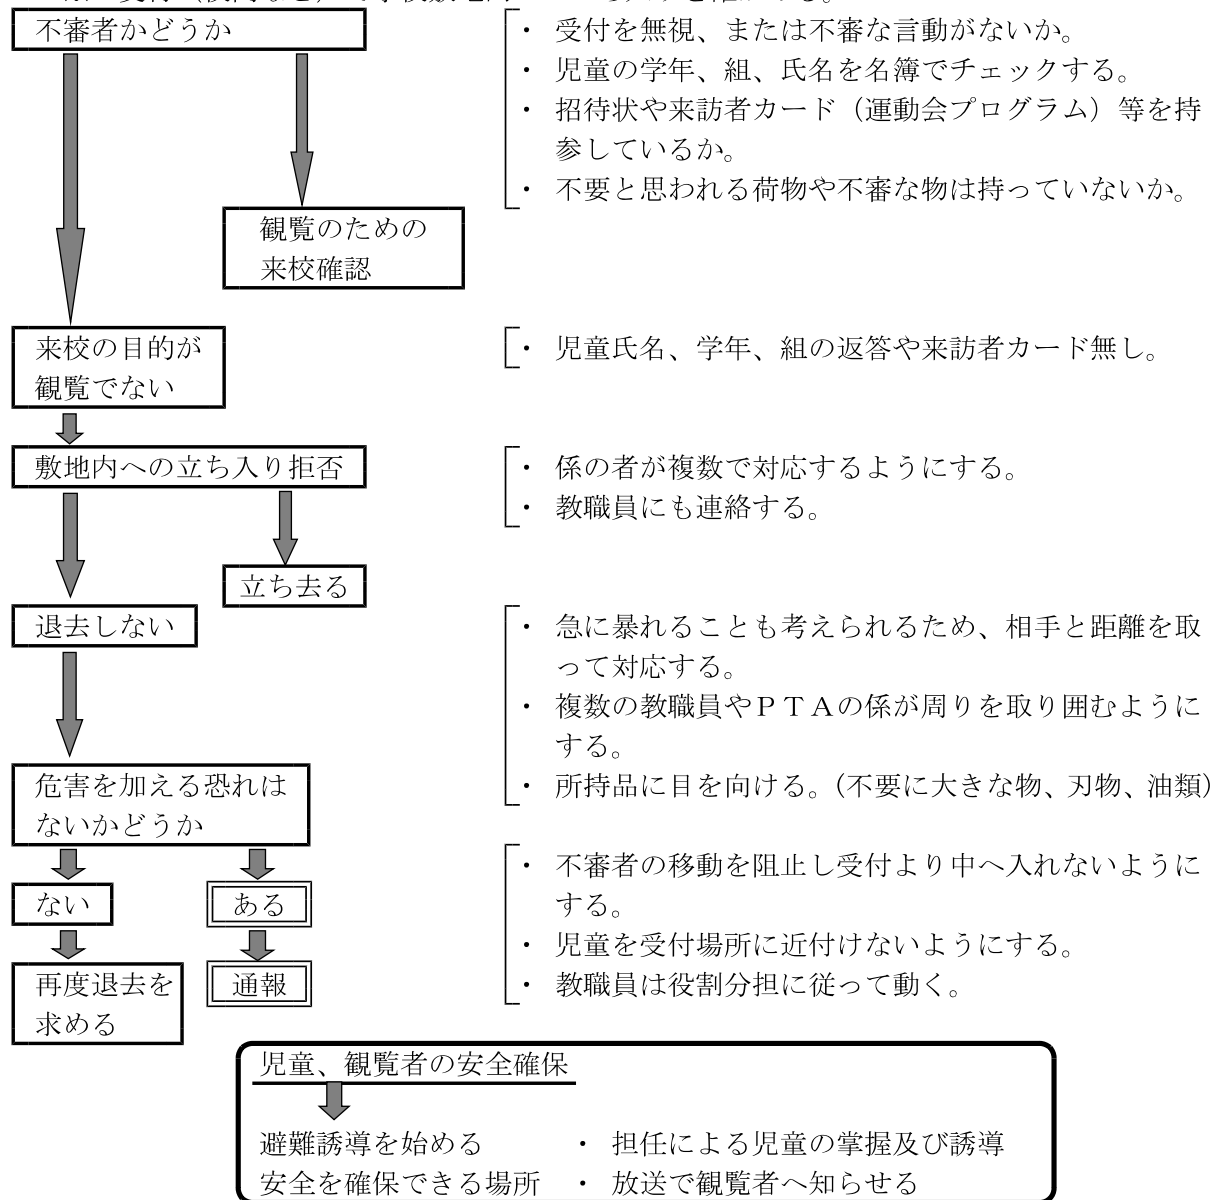 不審者かどうか
・ 受付を無視、または不審な言動がないか。
・ 児童の学年、組、氏名を名簿でチェックする。
・ 招待状や来訪者カード（運動会プログラム）等を持
参しているか。
・ 不要と思われる荷物や不審な物は持っていないか。
観覧のための
来校確認
来校の目的が
観覧でない
・ 児童氏名、学年、組の返答や来訪者カード無し。
敷地内への立ち入り拒否
・ 係の者が複数で対応するようにする。
・ 教職員にも連絡する。
立ち去る
退去しない
・ 急に暴れることも考えられるため、相手と距離を取
って対応する。
・ 複数の教職員やＰＴＡの係が周りを取り囲むように
する。
・ 所持品に目を向ける。（不要に大きな物、刃物、油類）
危害を加える恐れは
ないかどうか
・ 不審者の移動を阻止し受付より中へ入れないように
する。
・ 児童を受付場所に近付けないようにする。
・ 教職員は役割分担に従って動く。
ない
ある
再度退去を
求める
通報
児童、観覧者の安全確保
避難誘導を始める ・ 担任による児童の掌握及び誘導
安全を確保できる場所 ・ 放送で観覧者へ知らせる